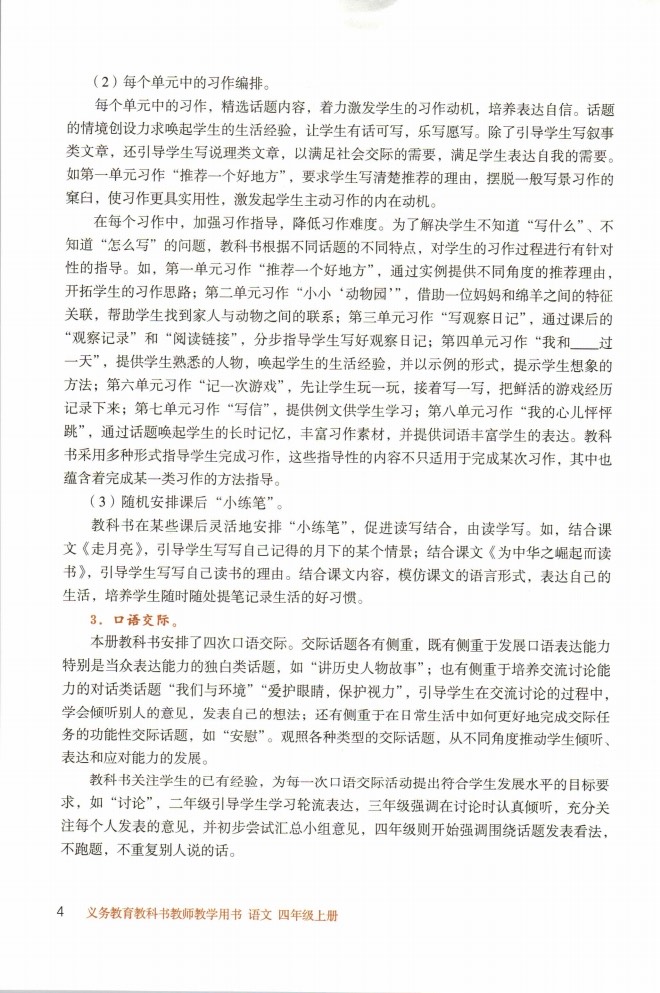 （2）每个单元中的习作编排。
每个单元中的习作，精选话题内容，着力激发学生的习作动机，培养表达自信。话题
的情境创设力求唤起学生的生活经验，让学生有话可写，乐写愿写。除了引导学生写叙事
类文章，还引导学生写说理类文章，以满足社会交际的需要，满足学生表达自我的需要。
如第一单元习作“推荐一个好地方”，要求学生写清楚推荐的理由，摆脱一般写景习作的
窠臼，使习作更具实用性，激发起学生主动习作的内在动机。
在每个习作中，加强习作指导，降低习作难度。为了解决学生不知道“写什么”、不
知道“怎么写”的问题，教科书根据不同话题的不同特点，对学生的习作过程进行有针对
性的指导。如，第一单元习作“推荐一个好地方”，通过实例提供不同角度的推荐理由，
开拓学生的习作思路；第二单元习作“小小‘动物园’”，借助一位妈妈和绵羊之间的特征
关联，帮助学生找到家人与动物之间的联系；第三单元习作“写观察日记”，通过课后的
“观察记录”和“阅读链接”，分步指导学生写好观察日记；第四单元习作“我和____过
一天”，提供学生熟悉的人物，唤起学生的生活经验，并以示例的形式，提示学生想象的
方法；第六单元习作“记一次游戏”，先让学生玩一玩，接着写一写，把鲜活的游戏经历
记录下来；第七单元习作“写信”，提供例文供学生学习；第八单元习作“我的心儿怦怦
跳”，通过话题唤起学生的长时记忆，丰富习作素材，并提供词语丰富学生的表达。教科
书采用多种形式指导学生完成习作，这些指导性的内容不只适用于完成某次习作，其中也
蕴含着完成某一类习作的方法指导。
（3）随机安排课后“小练笔”。
教科书在某些课后灵活地安排“小练笔”，促进读写结合，由读学写。如，结合课
文《走月亮》，引导学生写写自己记得的月下的某个情景；结合课文《为中华之崛起而读
书》，引导学生写写自己读书的理由。结合课文内容，模仿课文的语言形式，表达自己的
生活，培养学生随时随处提笔记录生活的好习惯。
3. 口语交际。
本册教科书安排了四次口语交际。交际话题各有侧重，既有侧重于发展口语表达能力
特别是当众表达能力的独白类话题，如“讲历史人物故事”；也有侧重于培养交流讨论能
力的对话类话题“我们与环境”“爱护眼睛，保护视力”，引导学生在交流讨论的过程中，
学会倾听别人的意见，发表自己的想法；还有侧重于在日常生活中如何更好地完成交际任
务的功能性交际话题，如“安慰”。观照各种类型的交际话题，从不同角度推动学生倾听、
表达和应对能力的发展。
教科书关注学生的已有经验，为每一次口语交际活动提出符合学生发展水平的目标要
求，如“讨论”，二年级引导学生学习轮流表达，三年级强调在讨论时认真倾听，充分关
注每个人发表的意见，并初步尝试汇总小组意见，四年级则开始强调围绕话题发表看法，
不跑题，不重复别人说的话。
4 义务教育教科书教师教学用书 语文 四年级上册